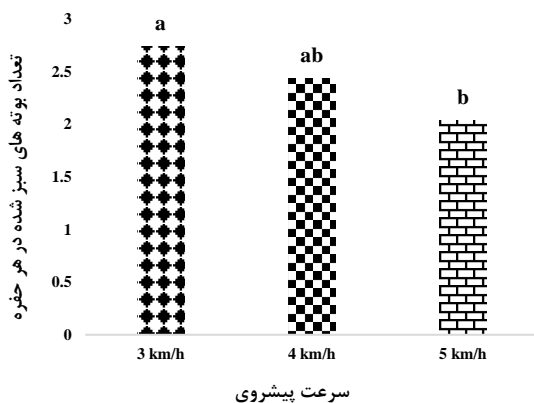 3
2.5
2
1.5
1
0.5
0
a
ab
b
3 km/h
4 km/h
5 km/h
تعداد بوته های سبز شده در هر حفره
سرعت پیشروی